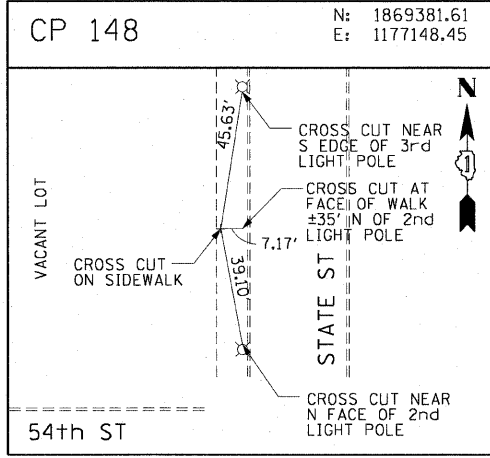 CP 148
N: 1869381.61
E: 1177148.45
N
45.63'
CROSS CUT NEAR
S EDGE OF 3rd
LIGHT POLE
1
CROSS CUT AT
FACE OF WALK
±35' N OF 2nd
LIGHT POLE
VACANT LOT
7.17'
CROSS CUT
ON SIDEWALK
39.10'
STATE ST
CROSS CUT NEAR
N FACE OF 2nd
LIGHT POLE
54th ST